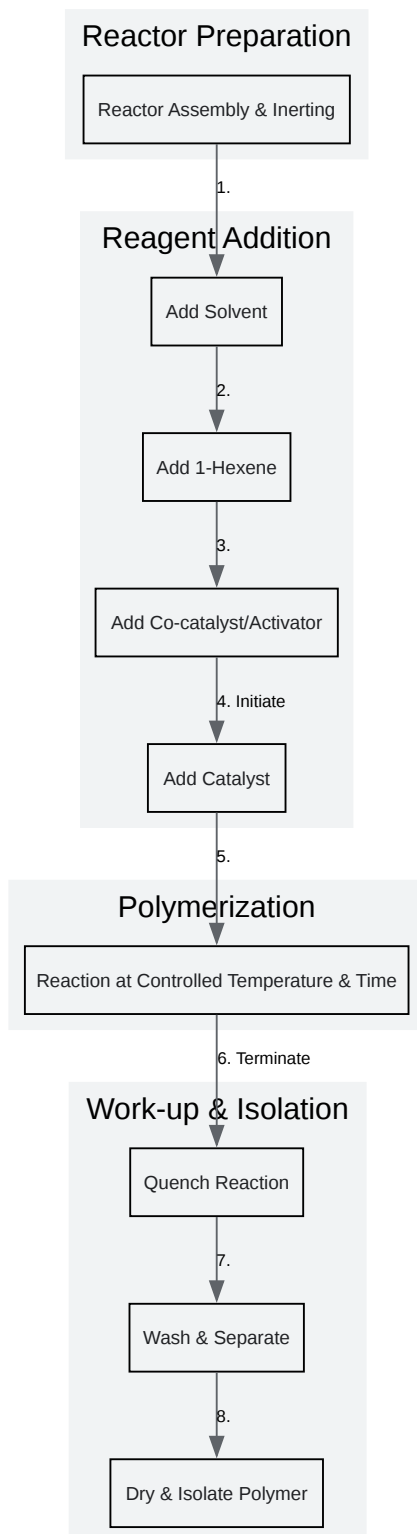 Reactor Preparation
Reactor Assembly & Inerting
1.
Reagent Addition
Add Solvent
2.
Add 1-Hexene
3.
Add Co-catalyst/Activator
4. Initiate
Add Catalyst
5.
Polymerization
Reaction at Controlled Temperature & Time
6. Terminate
Work-up & Isolation
Quench Reaction
7.
Wash & Separate
8.
Dry & Isolate Polymer